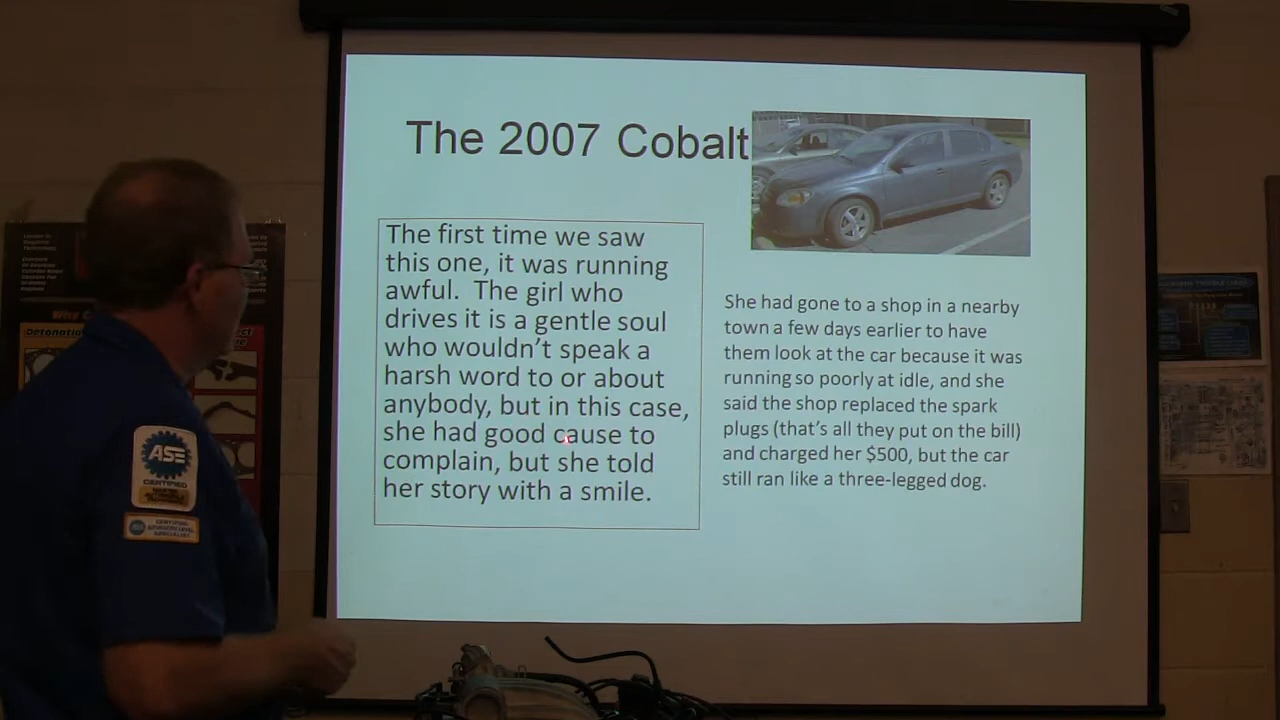 The 2007 Cobalt
The first time we saw
this one, it was running
awful.  The girl who
drives it is a gentle soul
who wouldn't speak a
harsh word to or about
anybody, but in this case,
she had good cause to
complain, but she told
her story with a smile.
She had gone to a shop in a nearby
town a few days earlier to have
them look at the car because it was
running so poorly at idle, and she
said the shop replaced the spark
plugs (that's all they put on the bill)
and charged her $500, but the car
still ran like a three-legged dog.
ASE
CERTIFIED